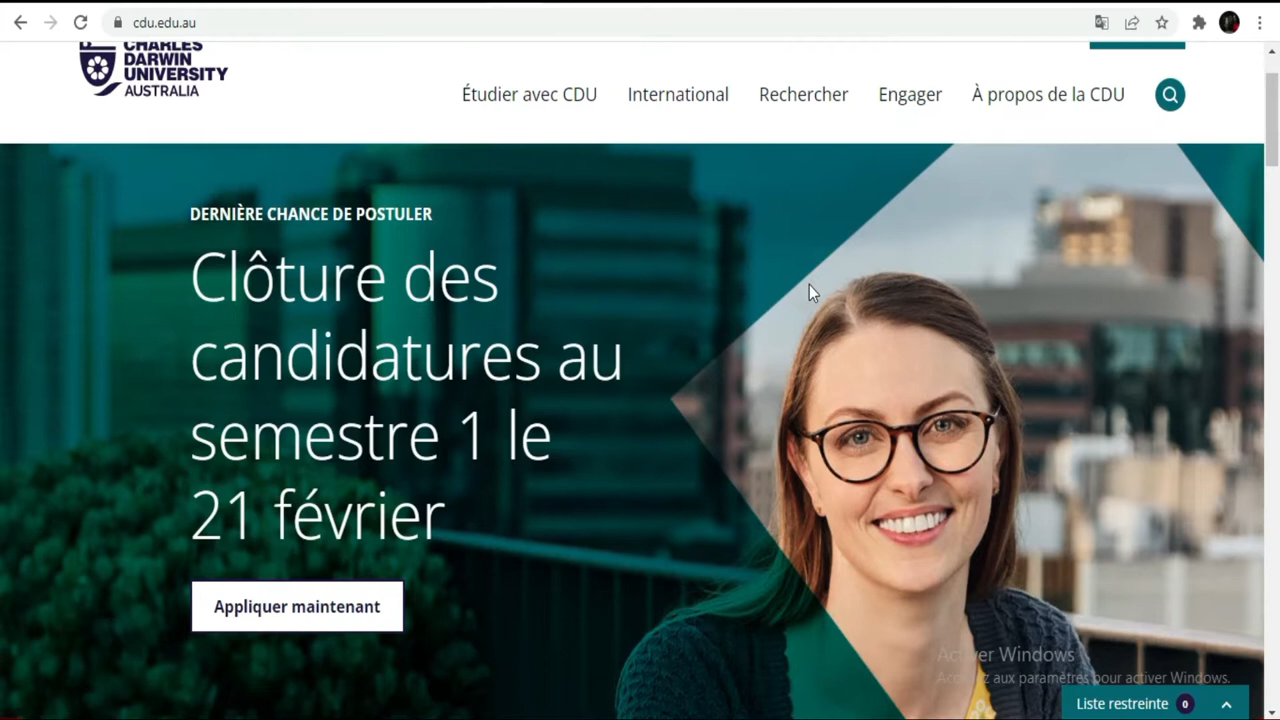 cdu.edu.au
CHARLES
DARWIN
UNIVERSITY
AUSTRALIA
Étudier avec CDU
International
Rechercher
Engager
À propos de la CDU
DERNIÈRE CHANCE DE POSTULER
Clôture des
candidatures au
semestre 1 le
21 février
Appliquer maintenant
Activer Windows
Accédez aux paramètres pour activer Windows.
Liste restreinte 0